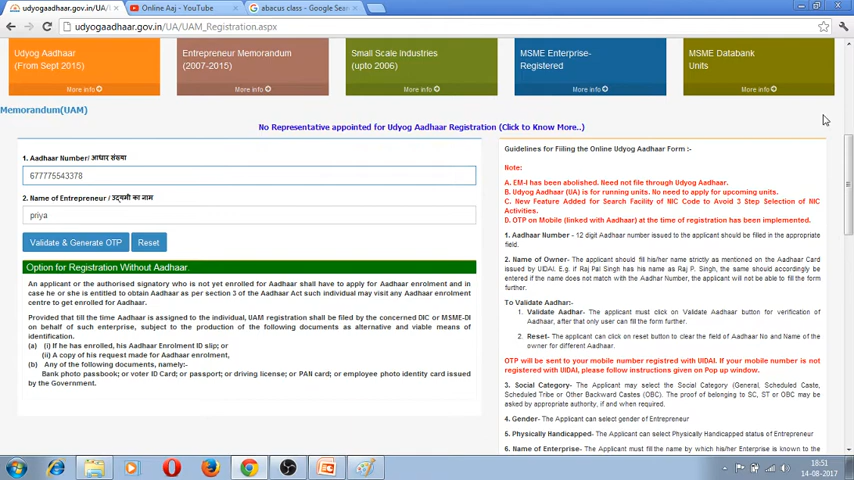 udyogaadhaar.gov.in/UA/UA
Online Aaj - YouTube
abacus class - Google Sear
udyogaadhaar.gov.in/UA/UAM_Registration.aspx
Udyog Aadhaar
(From Sept 2015)
More info
Entrepreneur Memorandum
(2007-2015)
More info
Small Scale Industries
(upto 2006)
More info
MSME Enterprise-
Registered
More info
MSME Databank
Units
More info
Memorandum(UAM)
No Representative appointed for Udyog Aadhaar Registration (Click to Know More..)
1. Aadhaar Number/ आधार संख्या
677775543378
2. Name of Entrepreneur / उद्यमी का नाम
priya
Validate & Generate OTP
Reset
Option for Registration Without Aadhaar.
An applicant or the authorised signatory who is not yet enrolled for Aadhaar shall have to apply for Aadhaar enrolment and in
case he or she is entitled to obtain Aadhaar as per section 3 of the Aadhaar Act such individual may visit any Aadhaar enrolment
centre to get enrolled for Aadhaar.
Provided that till the time Aadhaar is assigned to the individual, UAM registration shall be filed by the concerned DIC or MSME-DI
on behalf of such enterprise, subject to the production of the following documents as alternative and viable means of
identification.
(a) (i) If he has enrolled, his Aadhaar Enrolment ID slip; or
(ii) A copy of his request made for Aadhaar enrolment,
(b) Any of the following documents, namely:-
Bank photo passbook; or voter ID Card; or passport; or driving license; or PAN card; or employee photo identity card issued
by the Government.
Guidelines for Filling the Online Udyog Aadhaar Form :-
Note:
A. EM-I has been abolished. Need not file through Udyog Aadhaar.
B. Udyog Aadhaar (UA) is for running units. No need to apply for upcoming units.
C. New Feature Added for Search Facility of NIC Code to Avoid 3 Step Selection of NIC
Activities.
D. OTP on Mobile (linked with Aadhaar) at the time of registration has been implemented.
1. Aadhar Number - 12 digit Aadhar number issued to the applicant should be filled in the appropriate
field.
2. Name of Owner- The applicant should fill his/her name strictly as mentioned on the Aadhar Card
issued by UIDAI. E.g. if Raj Pal Singh has his name as Raj P. Singh, the same should accordingly
be entered if the name does not match with the Aadhar Number, the applicant will not be able to fill the form
further.
To Validate Aadhar:-
1. Validate Aadhar- The applicant must click on Validate Aadhar button for verification of
Aadhar, after that only user can fill the form further.
2. Reset- The applicant can click on reset button to clear the field of Aadhar No and Name of the
owner for different Aadhar.
OTP will be sent to your mobile number registred with UIDAI. If your mobile number is not
registered with UIDAI, please follow instructions given on Pop up window.
3. Social Category- The Applicant may select the Social Category (General, Scheduled Caste,
Scheduled Tribe or Other Backward Castes (OBC). The proof of belonging to SC, ST or OBC may be
asked by appropriate authority, if and when required.
4. Gender- The Applicant can select gender of Entrepreneur
5. Physically Handicapped- The Applicant can select Physically Handicapped status of Entrepreneur
6. Name of Enterprise- The Applicant must fill the name by which his/her Enterprise is known to the
18:51
14-08-2017